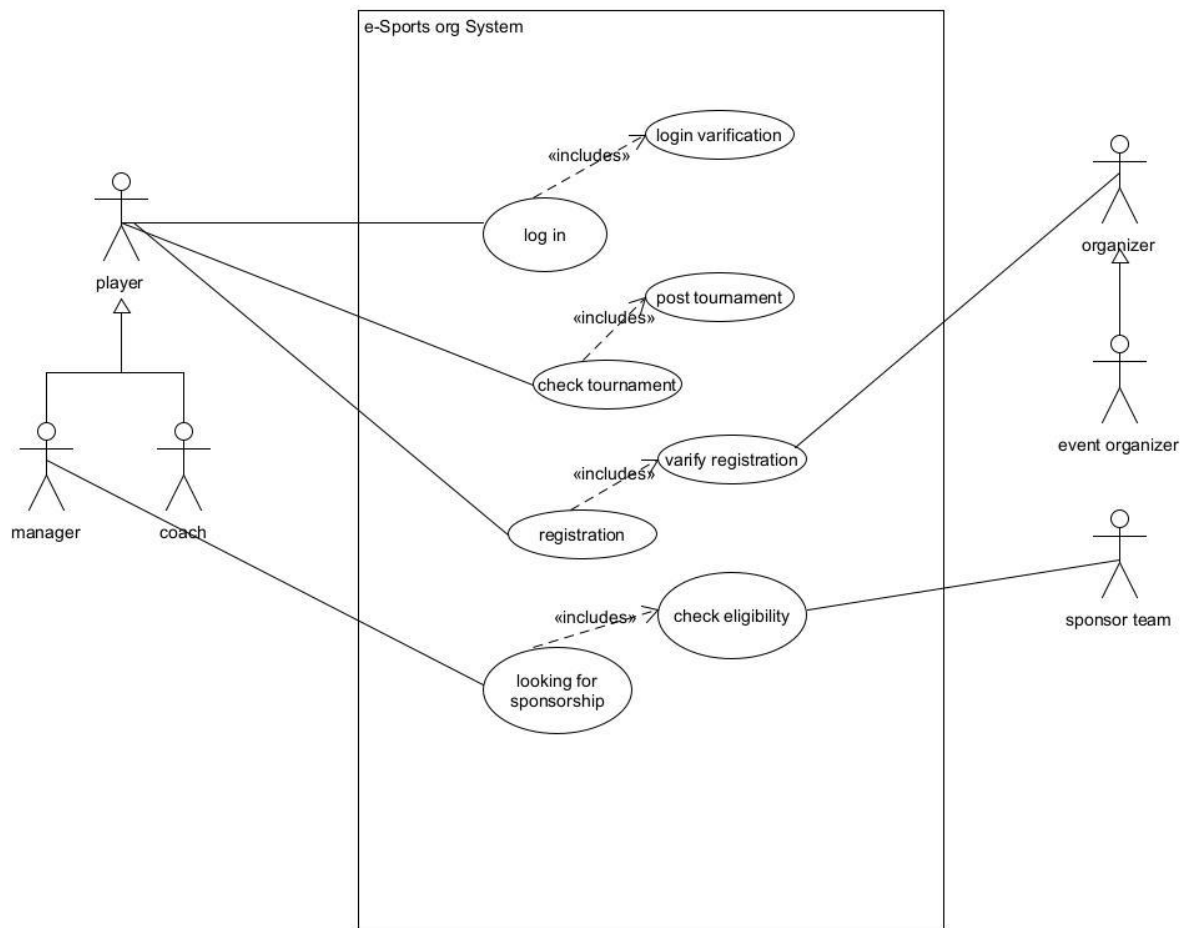 e-Sports org System
login varification
«includes»
log in
player
organizer
post tournament
«includes»
check tournament
event organizer
varify registration
«includes»
manager
coach
registration
check eligibility
«includes»
sponsor team
looking for
sponsorship